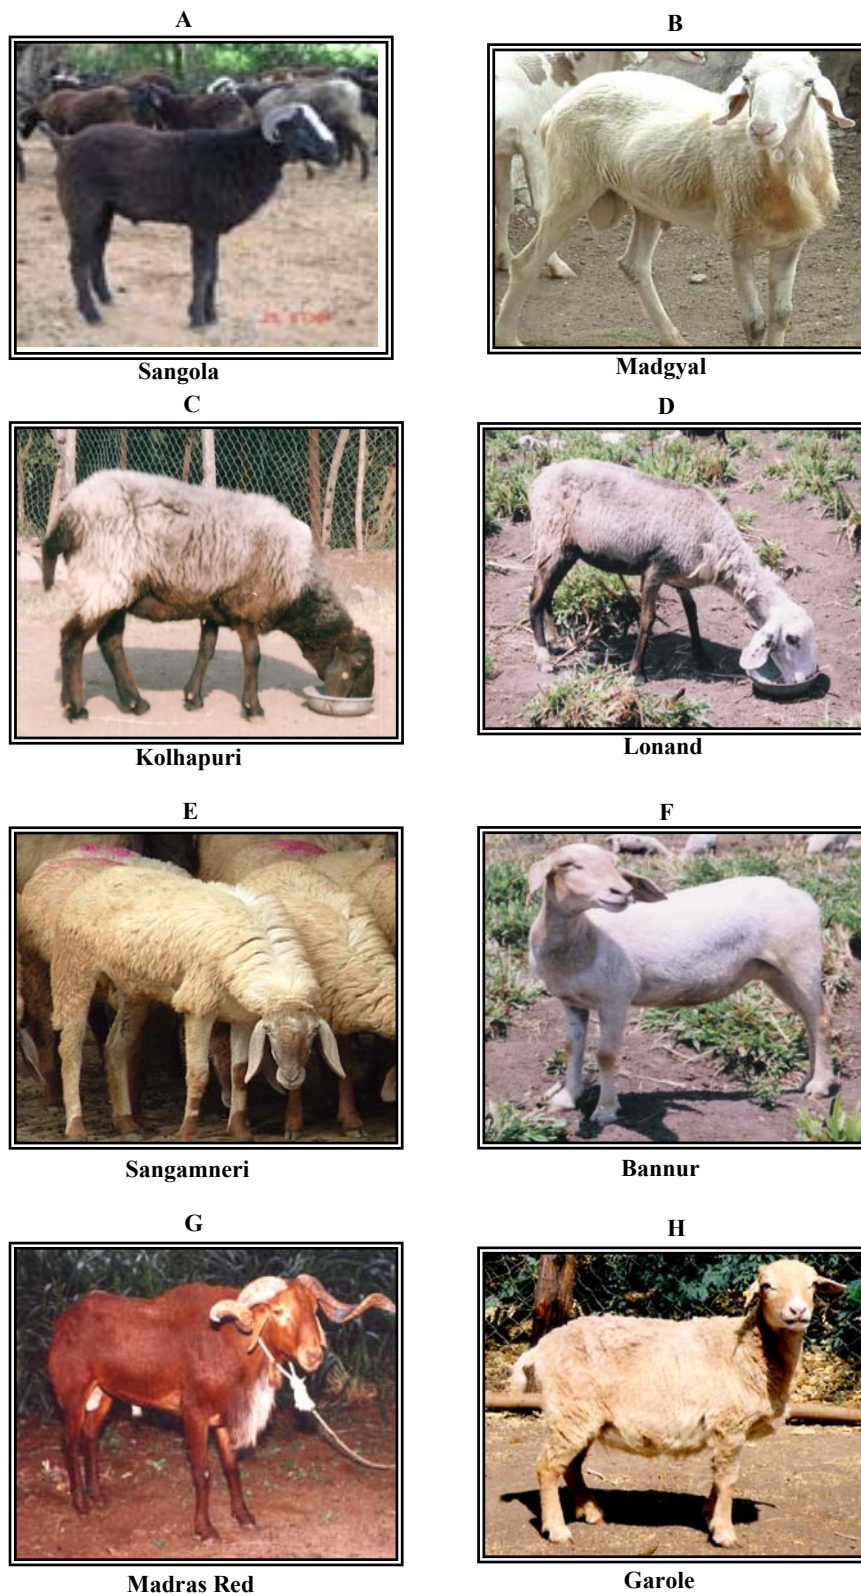 A
B
Sangola
Madgyal
C
D
Kolhapuri
Lonand
E
F
Sangamneri
Bannur
G
H
Madras Red
Garole